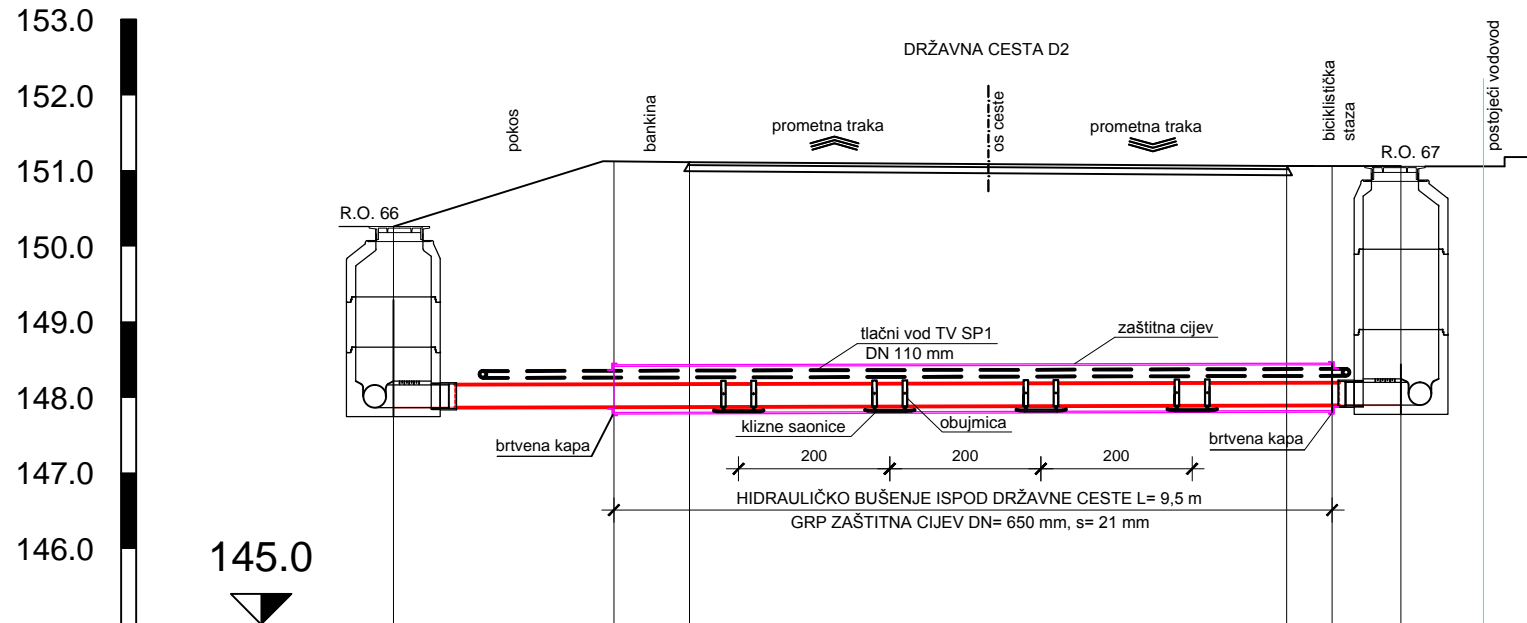 153.0
152.0
151.0
150.0
149.0
148.0
147.0
146.0
145.0
DRŽAVNA CESTA D2
pokos
bankina
prometna traka
os ceste
prometna traka
biciklistička
staza
postojeći vodovod
R.O. 66
R.O. 67
tlačni vod TV SP1
DN 110 mm
zaštitna cijev
klizne saonice
obujmica
brtvena kapa
brtvena kapa
200
200
200
HIDRAULIČKO BUŠENJE ISPOD DRŽAVNE CESTE L= 9,5 m
GRP ZAŠTITNA CIJEV DN= 650 mm, s= 21 mm